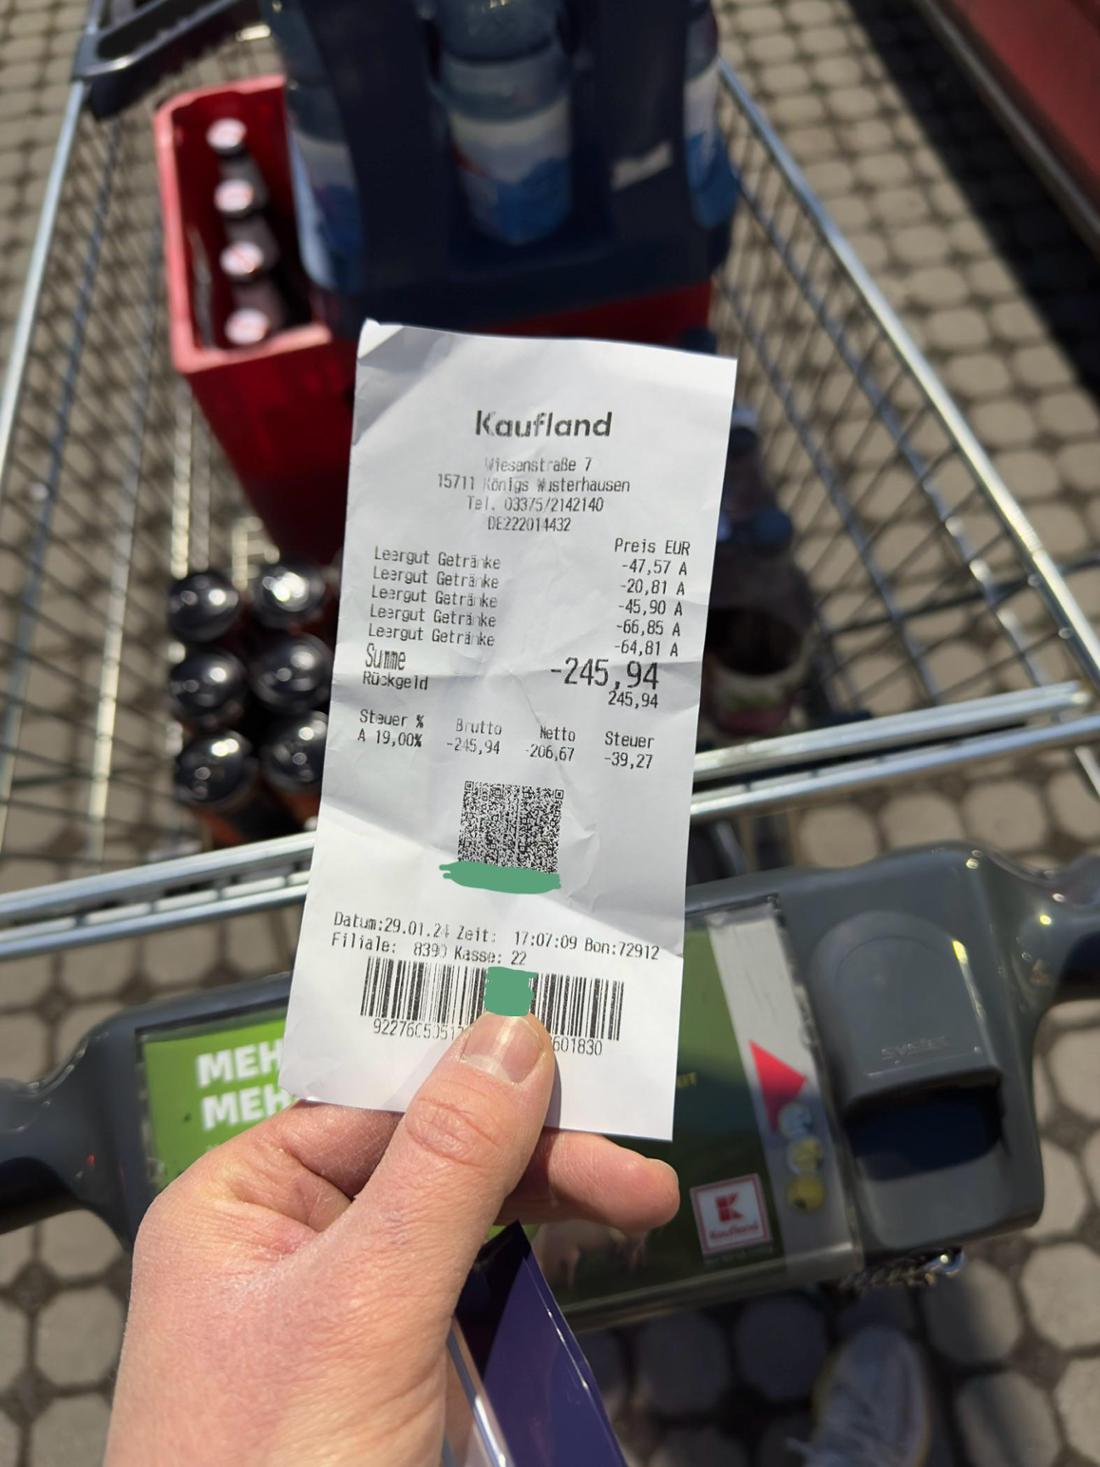 Kaufland
Wiesenstraße 7
15711 Königs Wusterhausen
Tel. 03375/2142140
DE222014432
Preis EUR
Leergut Getränke -47,57 A
Leergut Getränke -20,81 A
Leergut Getränke -45,90 A
Leergut Getränke -66,85 A
Leergut Getränke -64,81 A
Summe -245,94
Rückgeld 245,94
Steuer % Brutto Netto Steuer
A 19,00% -245,94 -206,67 -39,27
Datum:29.01.24 Zeit: 17:07:09 Bon:72912
Filiale: 8390 Kasse: 22
601830
MEH
MEH
Kaufland